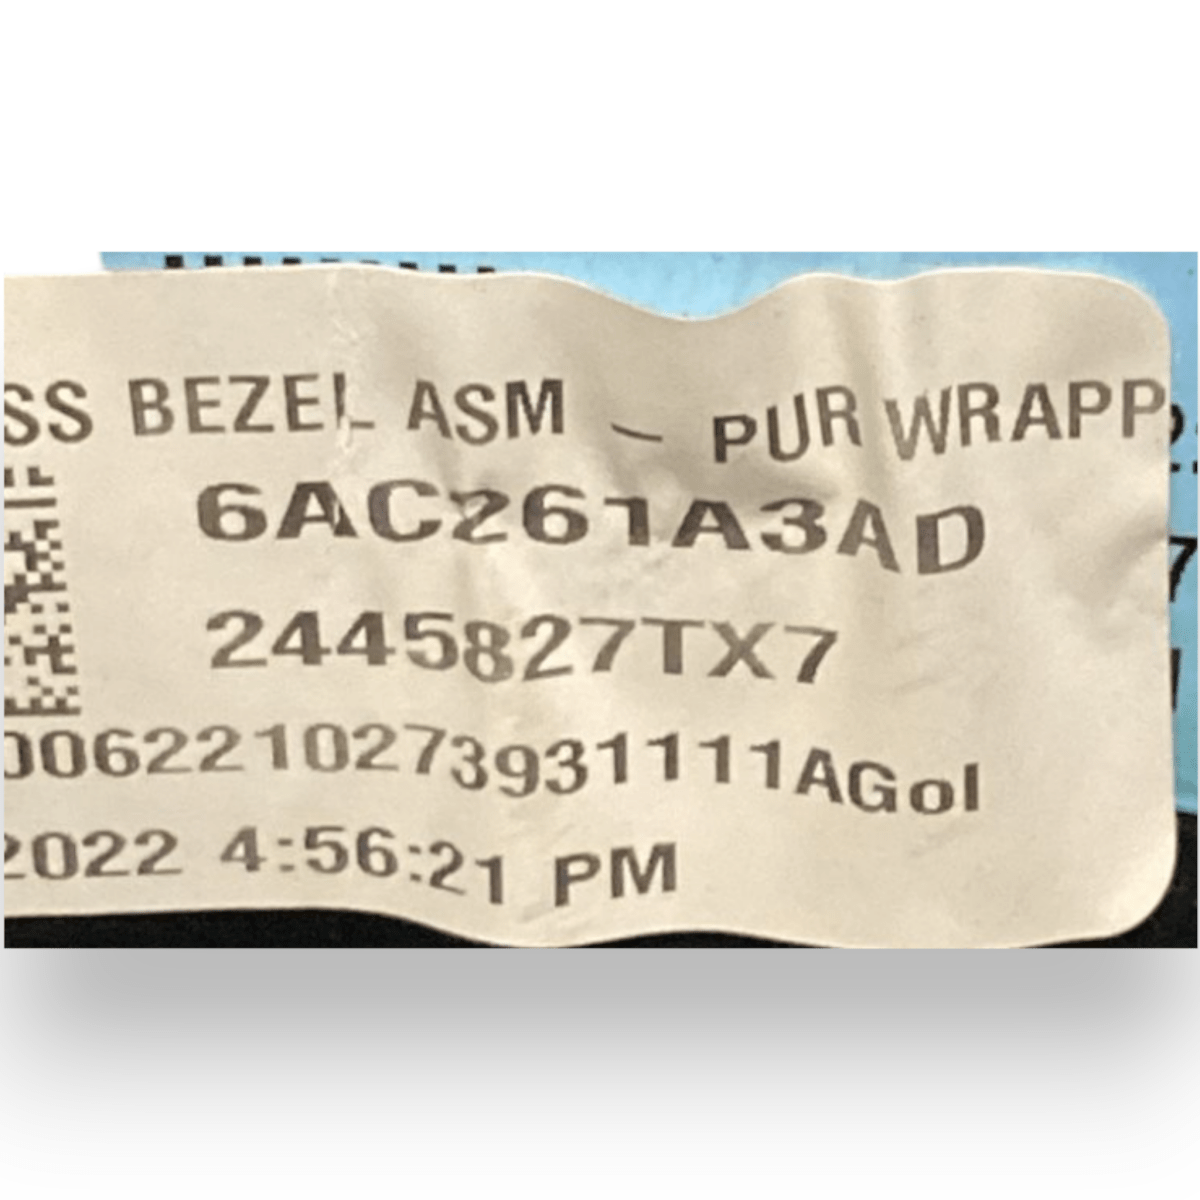 SS BEZEL ASM - PUR WRAPP
6AC261A3AD
2445827TX7
0062210273931111AGol
2022 4:56:21 PM